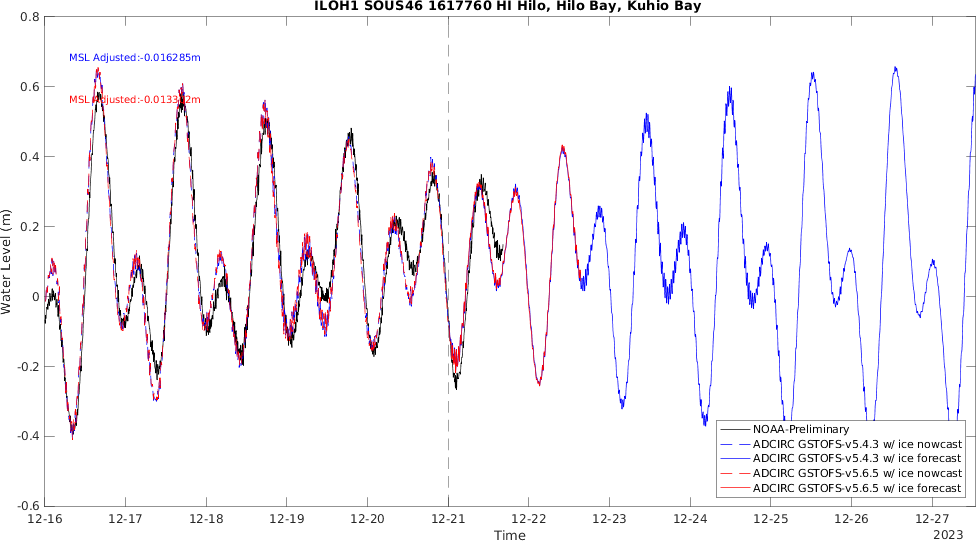 ILOH1 SOUS46 1617760 HI Hilo, Hilo Bay, Kuhio Bay
0.8
0.6
0.4
0.2
0
-0.2
-0.4
-0.6
Water Level (m)
MSL Adjusted:-0.016285m
MSL Adjusted:
NOAA-Preliminary
ADCIRC GSTOFS-v5.4.3 w/ ice nowcast
ADCIRC GSTOFS-v5.4.3 w/ ice forecast
ADCIRC GSTOFS-v5.6.5 w/ ice nowcast
ADCIRC GSTOFS-v5.6.5 w/ ice forecast
12-16 12-17 12-18 12-19 12-20 12-21 12-22 12-23 12-24 12-25 12-26 12-27
Time
2023